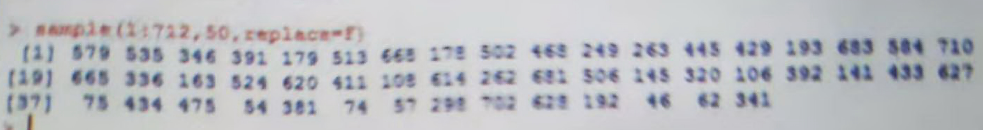 > sample(1:712,50,replace=F)
[1] 579 535 346 391 179 513 668 178 502 468 249 263 445 429 193 683 584 710
[19] 665 336 163 524 620 411 108 614 262 681 506 145 320 106 392 141 433 627
[37] 75 434 475 54 381 74 57 298 702 628 192 46 62 341
>